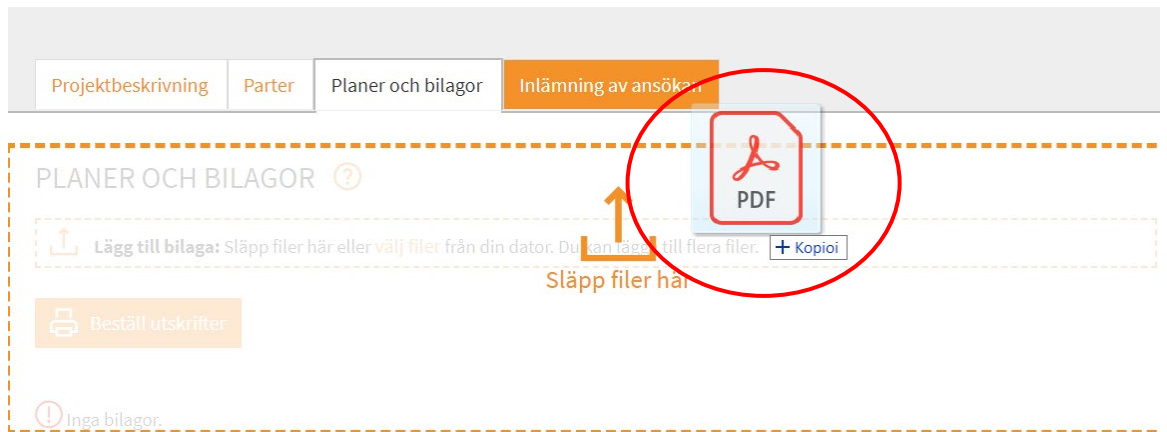 Projektbeskrivning Parter Planer och bilagor Inlämning av ansökan
PLANER OCH BILAGOR ?
PDF
Lägg till bilaga: Släpp filer här eller välj filer från din dator. Du kan lägga till flera filer. + Kopioi
Släpp filer här
Beställ utskrifter
! Inga bilagor.